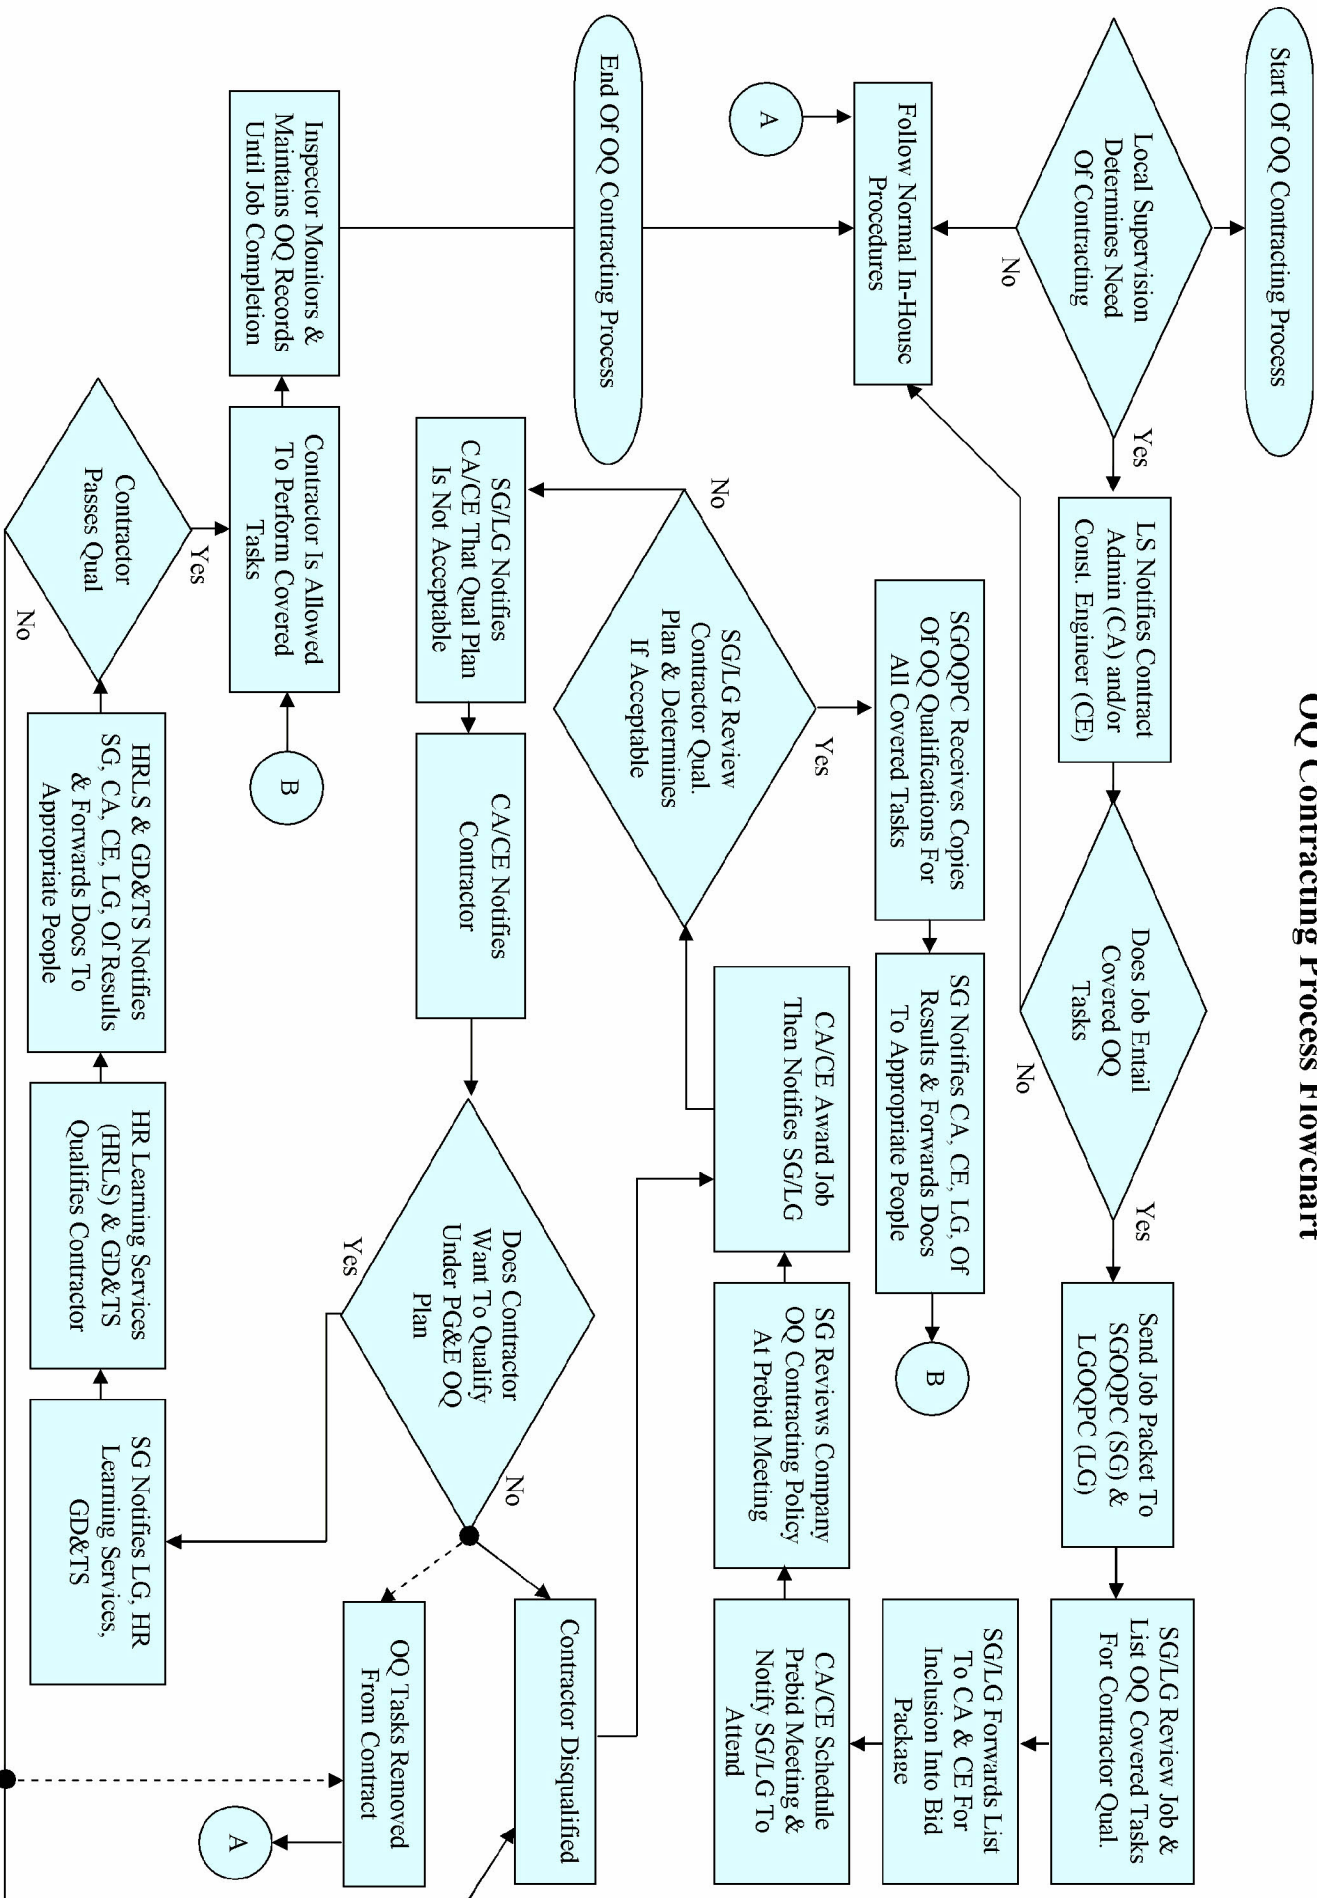 OQ Contracting Process Flowchart
Start Of OQ Contracting Process
Local Supervision
Determines Need
Of Contracting
Yes
No
LS Notifies Contract
Admin (CA) and/or
Const. Engineer (CE)
Does Job Entail
Covered OQ
Tasks
Yes
No
Send Job Packet To
SGOQPC (SG) &
LGOQPC (LG)
SG/LG Review Job &
List OQ Covered Tasks
For Contractor Qual.
Follow Normal In-House
Procedures
A
SGOQPC Receives Copies
Of OQ Qualifications For
All Covered Tasks
SG Notifies CA, CE, LG, Of
Results & Forwards Docs
To Appropriate People
B
SG/LG Forwards List
To CA & CE For
Inclusion Into Bid
Package
End Of OQ Contracting Process
SG/LG Review
Contractor Qual.
Plan & Determines
If Acceptable
Yes
No
CA/CE Award Job
Then Notifies SG/LG
SG Reviews Company
OQ Contracting Policy
At Prebid Meeting
CA/CE Schedule
Prebid Meeting &
Notify SG/LG To
Attend
SG/LG Notifies
CA/CE That Qual Plan
Is Not Acceptable
CA/CE Notifies
Contractor
Does Contractor
Want To Qualify
Under PG&E OQ
Plan
No
Yes
Contractor Disqualified
OQ Tasks Removed
From Contract
A
Inspector Monitors &
Maintains OQ Records
Until Job Completion
Contractor Is Allowed
To Perform Covered
Tasks
B
Contractor
Passes Qual
Yes
No
HRLS & GD&TS Notifies
SG, CA, CE, LG, Of Results
& Forwards Docs To
Appropriate People
HR Learning Services
(HRLS) & GD&TS
Qualifies Contractor
SG Notifies LG, HR
Learning Services,
GD&TS